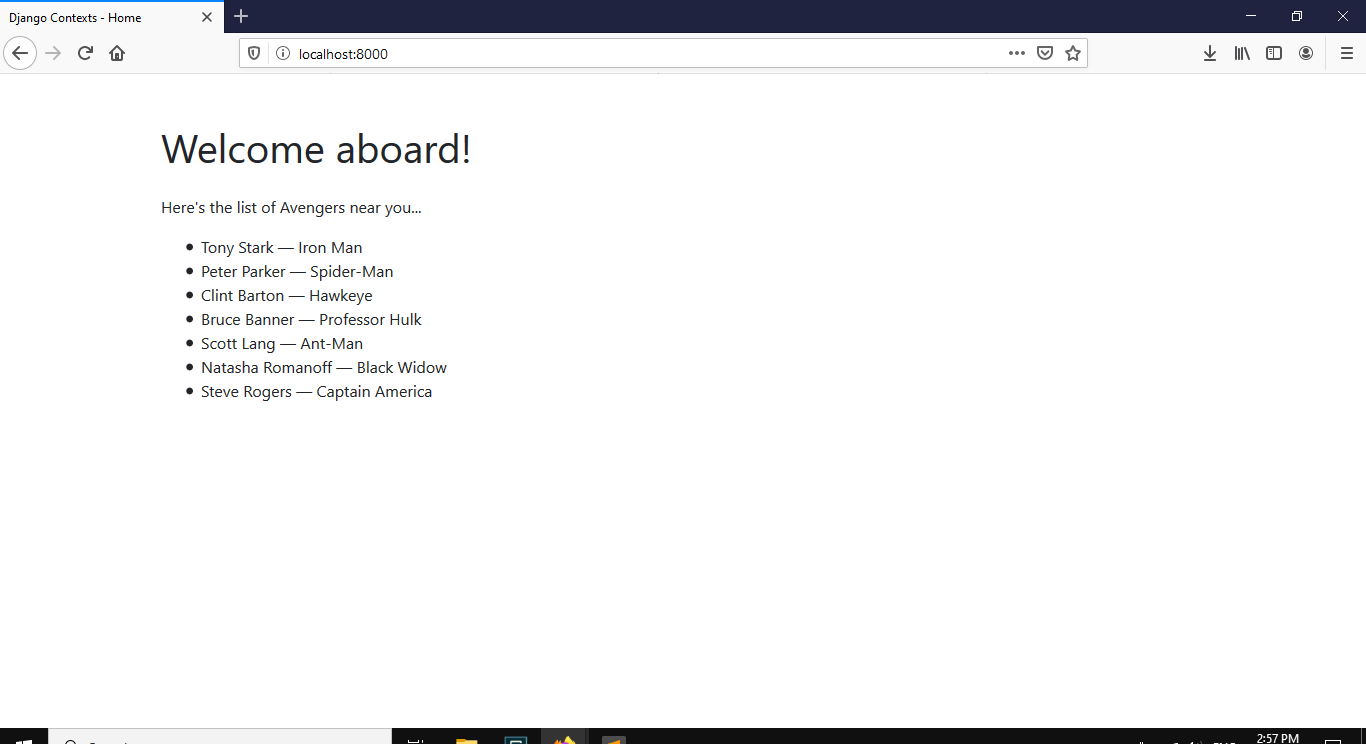 Django Contexts - Home
localhost:8000
Welcome aboard!
Here's the list of Avengers near you...
Tony Stark — Iron Man
Peter Parker — Spider-Man
Clint Barton — Hawkeye
Bruce Banner — Professor Hulk
Scott Lang — Ant-Man
Natasha Romanoff — Black Widow
Steve Rogers — Captain America
2:57 PM